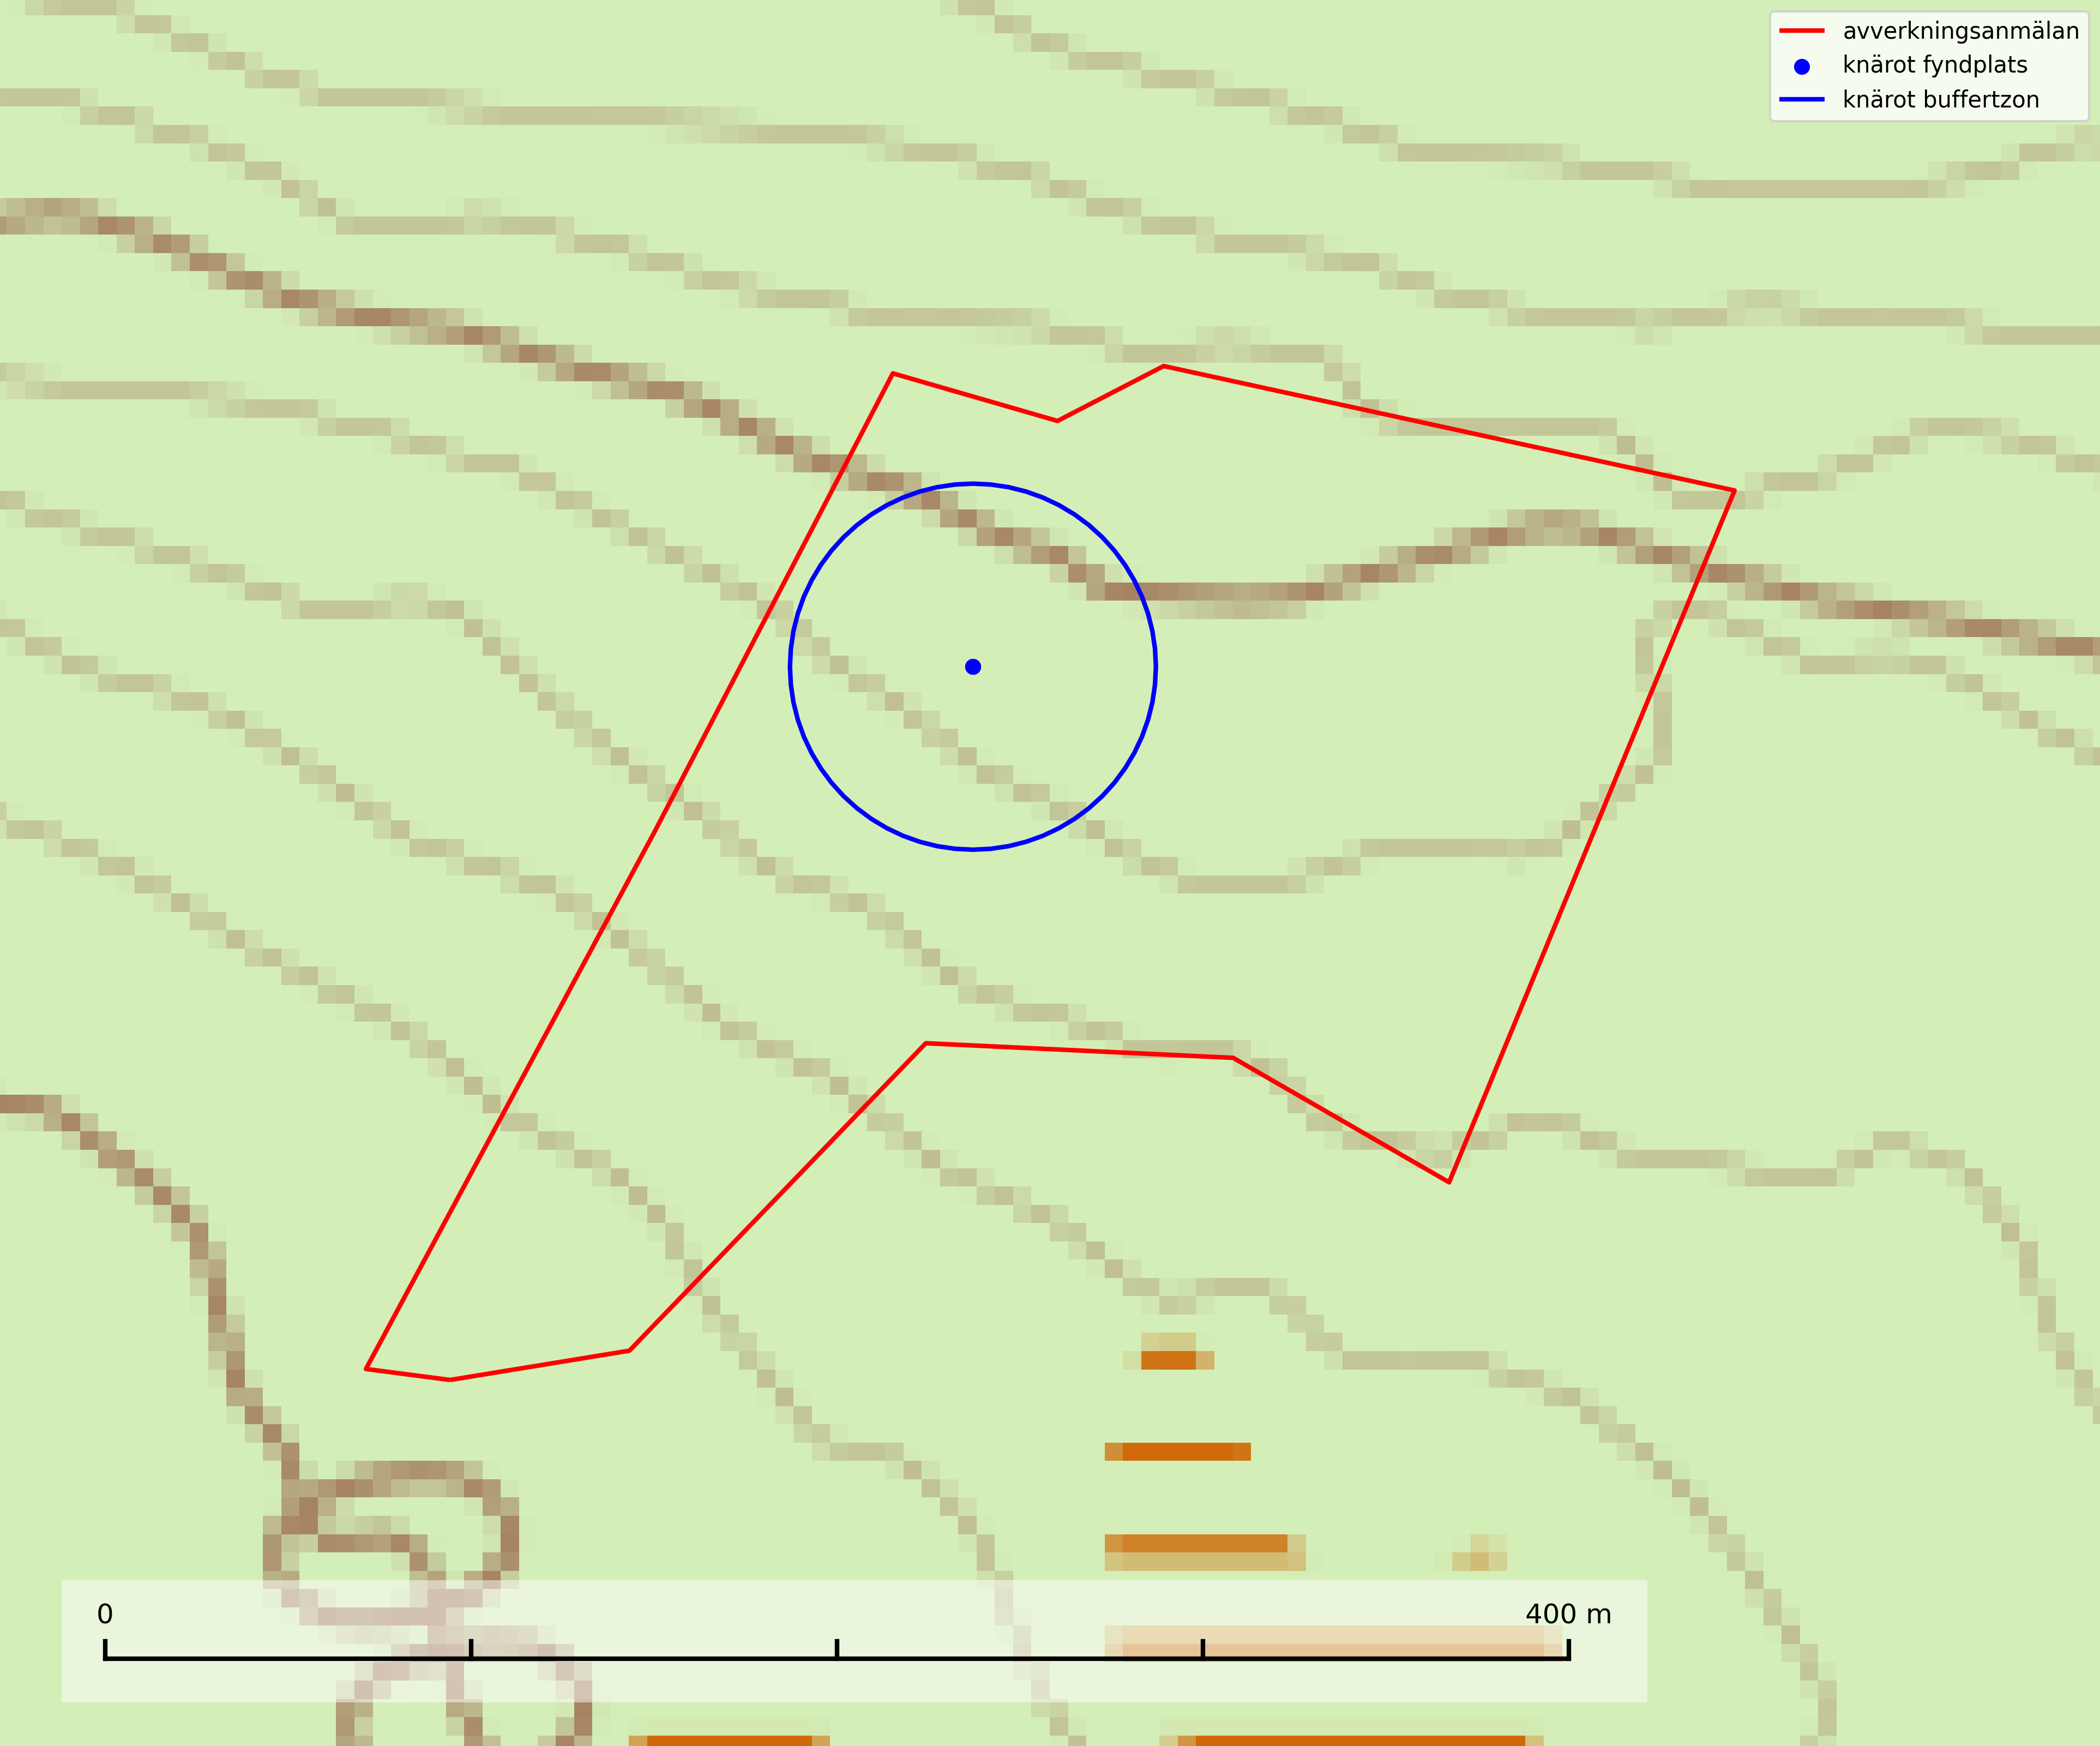 avverkningsanmälan
knärot fyndplats
knärot buffertzon
0
400 m